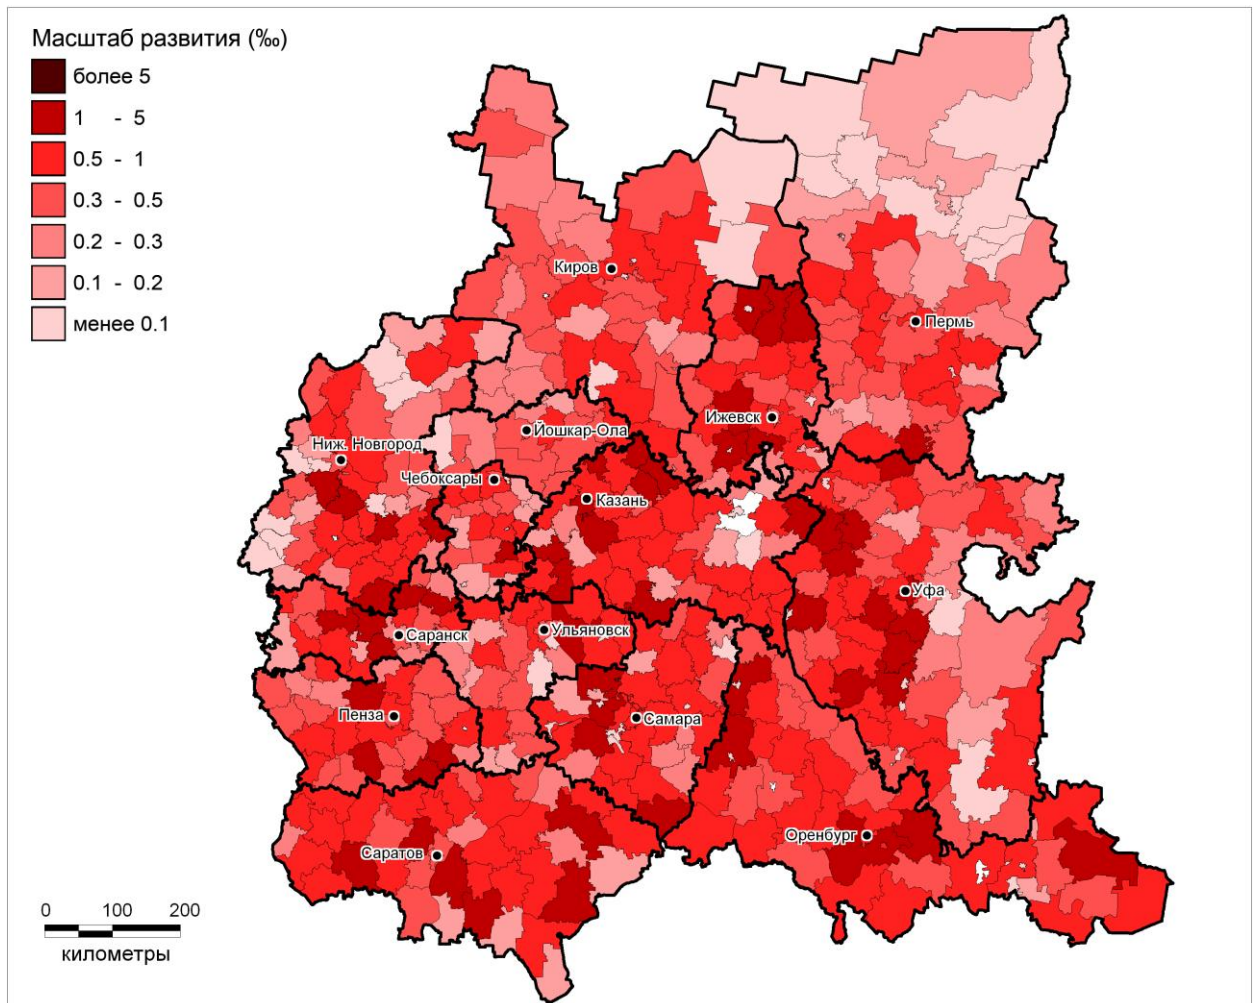 Масштаб развития (‰)
более 5
1 - 5
0.5 - 1
0.3 - 0.5
0.2 - 0.3
0.1 - 0.2
менее 0.1
Киров
Пермь
Ижевск
Йошкар-Ола
Ниж. Новгород
Чебоксары
Казань
Уфа
Ульяновск
Саранск
Пенза
Самара
Оренбург
Саратов
0 100 200
километры